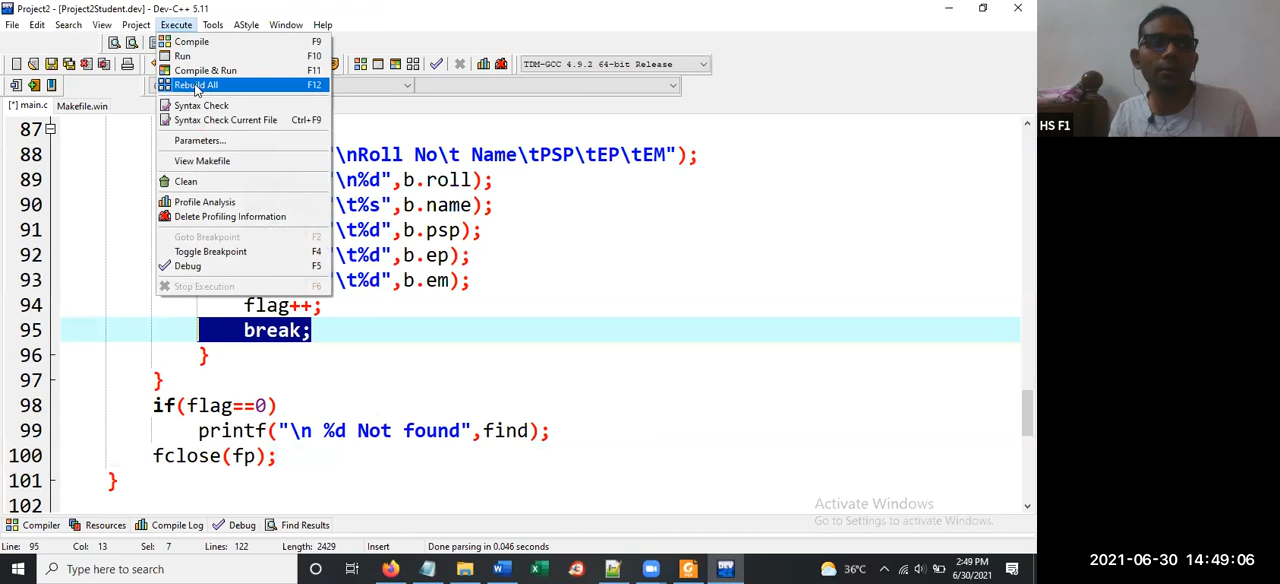 Project2 - [Project2Student.dev] - Dev-C++ 5.11
File Edit Search View Project Execute Tools AStyle Window Help
Compile F9
Run F10
Compile & Run F11
Rebuild All F12
Syntax Check
Syntax Check Current File Ctrl+F9
Parameters...
View Makefile
Clean
Profile Analysis
Delete Profiling Information
Goto Breakpoint F2
Toggle Breakpoint F4
Debug F5
Stop Execution F6
TDM-GCC 4.9.2 64-bit Release
[*] main.c Makefile.win
HS F1
87
88 "\nRoll No\t Name\tPSP\tEP\tEM");
89 "\n%d",b.roll);
90 "\t%s",b.name);
91 "\t%d",b.psp);
92 "\t%d",b.ep);
93 "\t%d",b.em);
94 flag++;
95 break;
96 }
97 }
98 if(flag==0)
99 printf("\n %d Not found",find);
100 fclose(fp);
101 }
102
Activate Windows
Go to Settings to activate Windows.
Compiler Resources Compile Log Debug Find Results
Line: 95 Col: 13 Sel: 7 Lines: 122 Length: 2429 Insert Done parsing in 0.046 seconds
Type here to search
36°C
2:49 PM
6/30/2021
2021-06-30 14:49:06